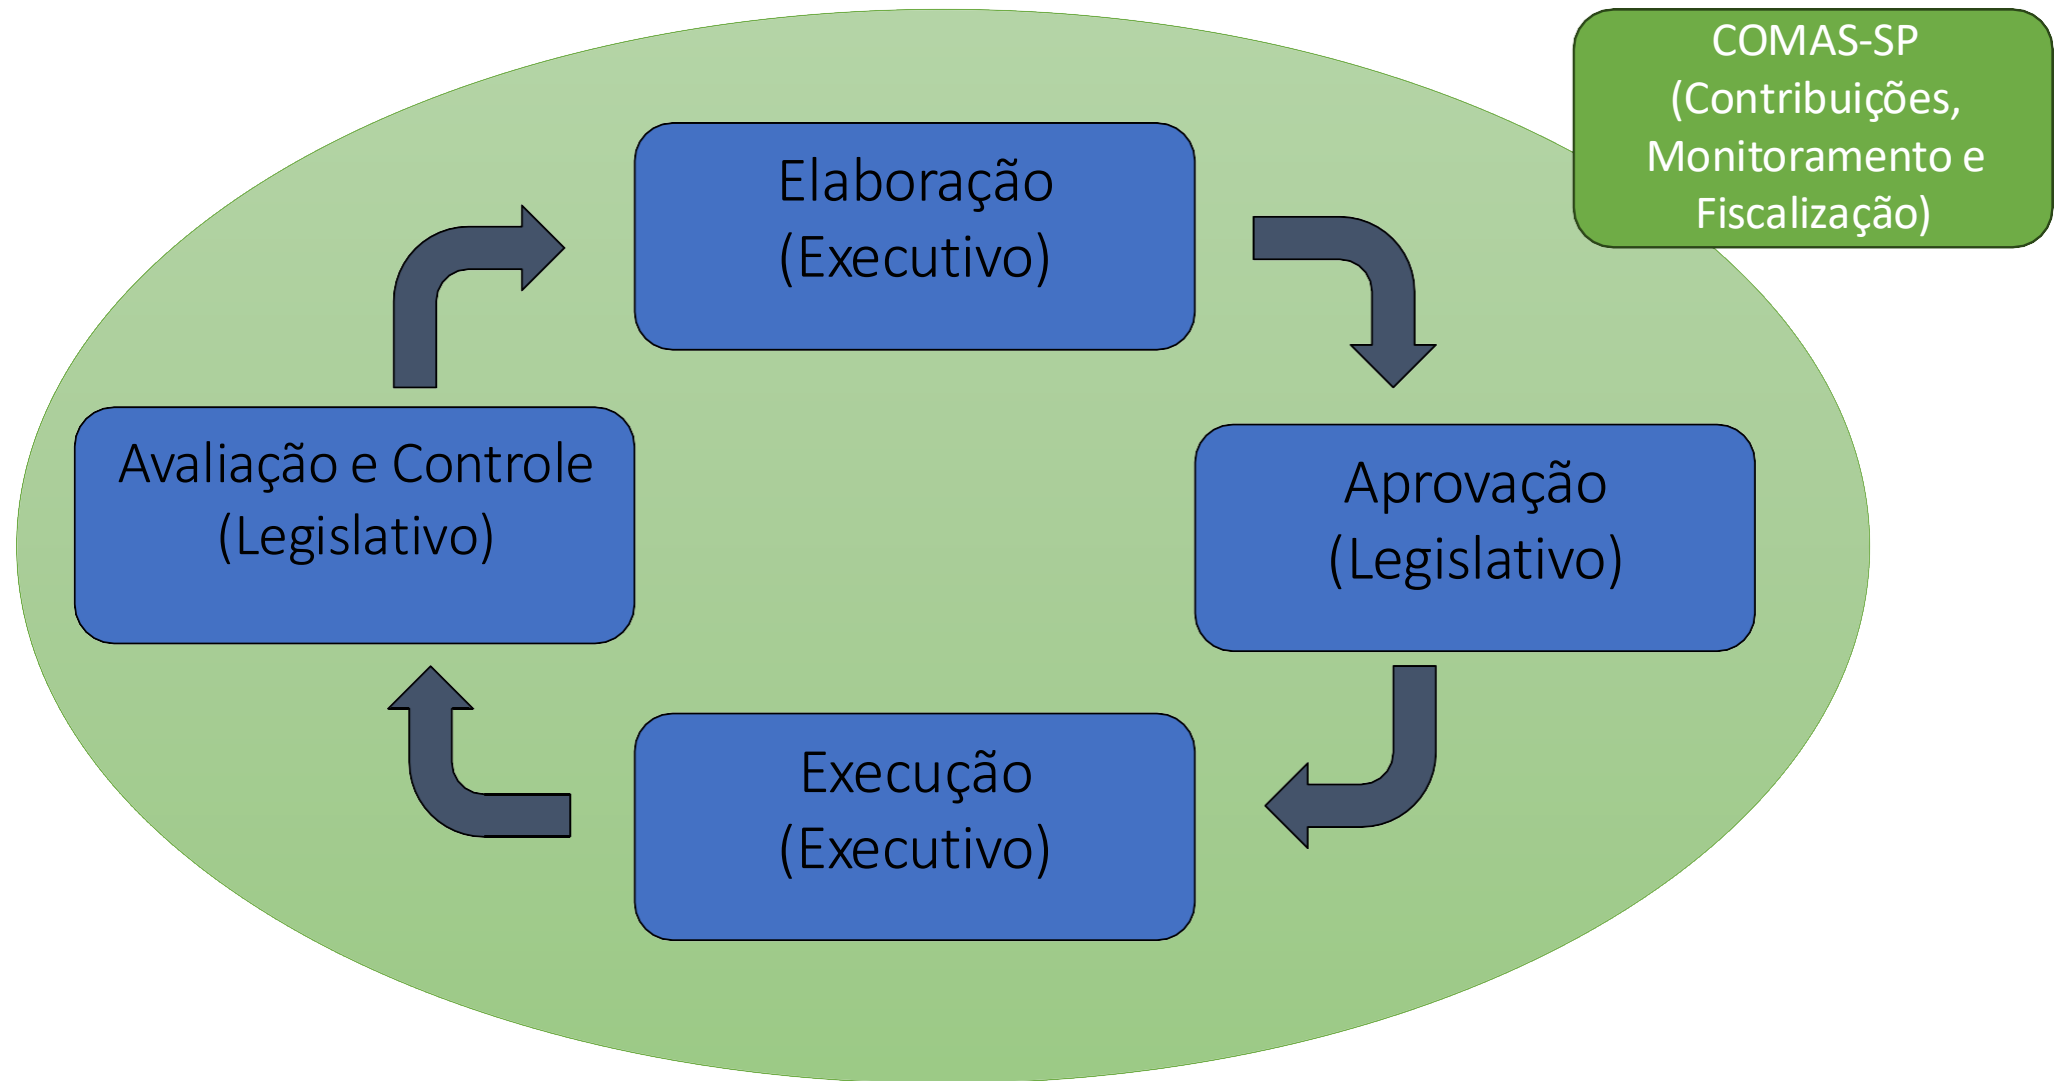 COMAS-SP
(Contribuições,
Monitoramento e
Fiscalização)
Elaboração
(Executivo)
Avaliação e Controle
(Legislativo)
Aprovação
(Legislativo)
Execução
(Executivo)